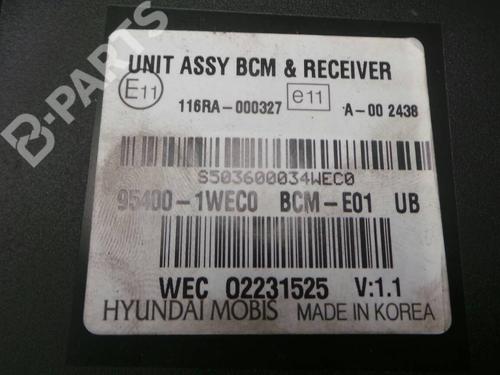 B-PARTS
UNIT ASSY BCM & RECEIVER
E11 116RA-000327 e11 A-00 2438
S503600034WEC0
95400-1WEC0 BCM-E01 UB
WEC 02231525 V:1.1
HYUNDAI MOBIS MADE IN KOREA